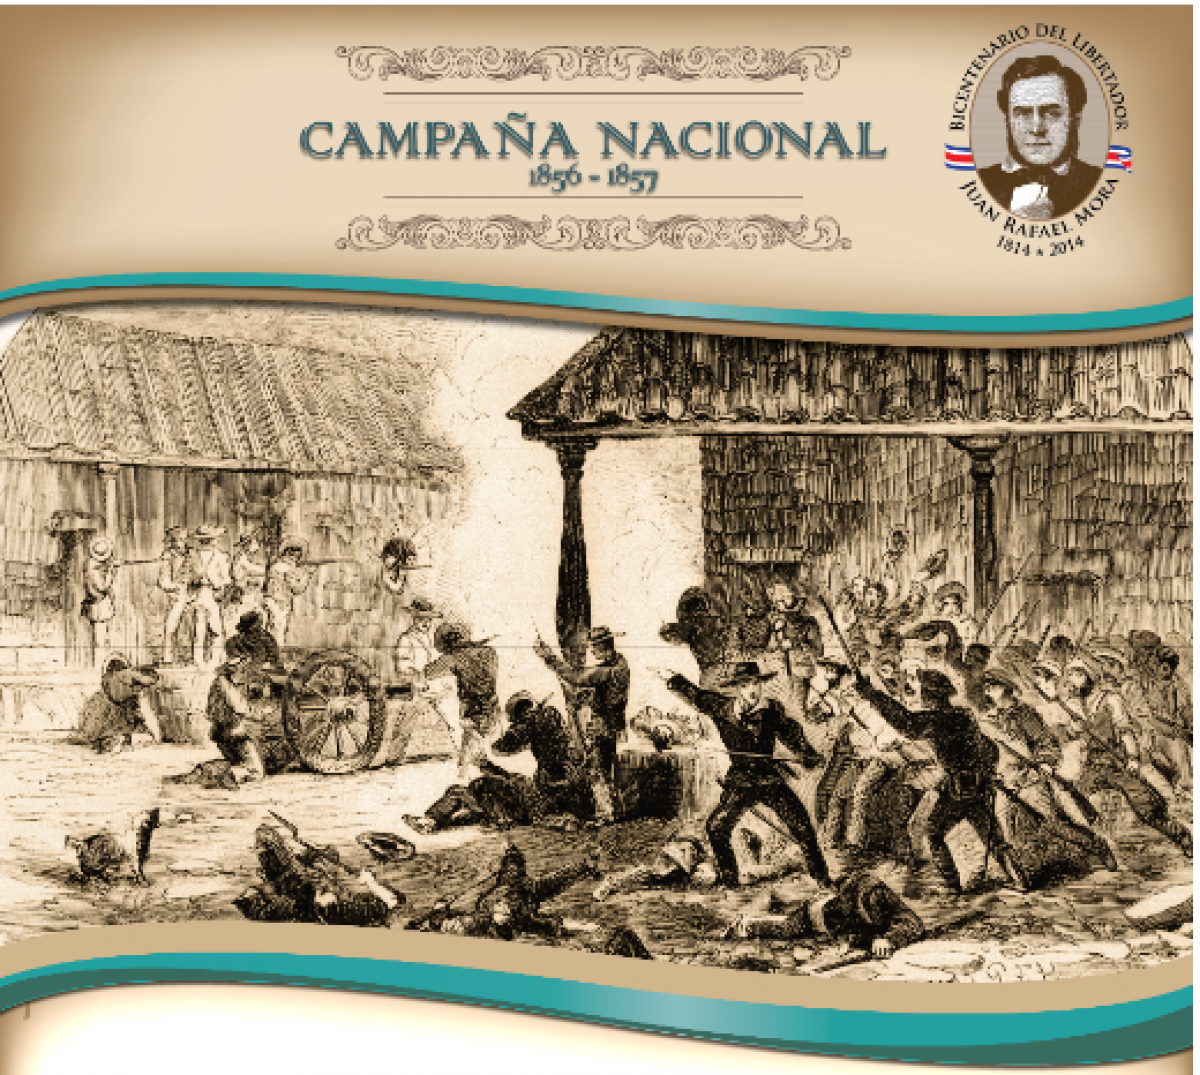 CAMPAÑA NACIONAL
1856 - 1857
BICENTENARIO DEL LIBERTADOR
JUAN RAFAEL MORA
1814 * 2014